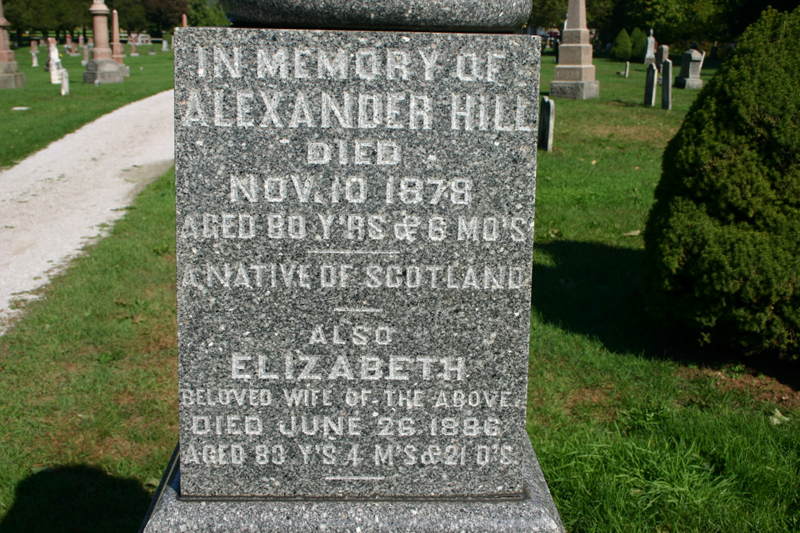 IN MEMORY OF
ALEXANDER HILL
DIED
NOV. 10 1878
AGED 80 Y'RS & 6 MO'S
A NATIVE OF SCOTLAND
ALSO
ELIZABETH
BELOVED WIFE OF THE ABOVE.
DIED JUNE 26 1886
AGED 83 Y'S 4 M'S & 21 D'S.